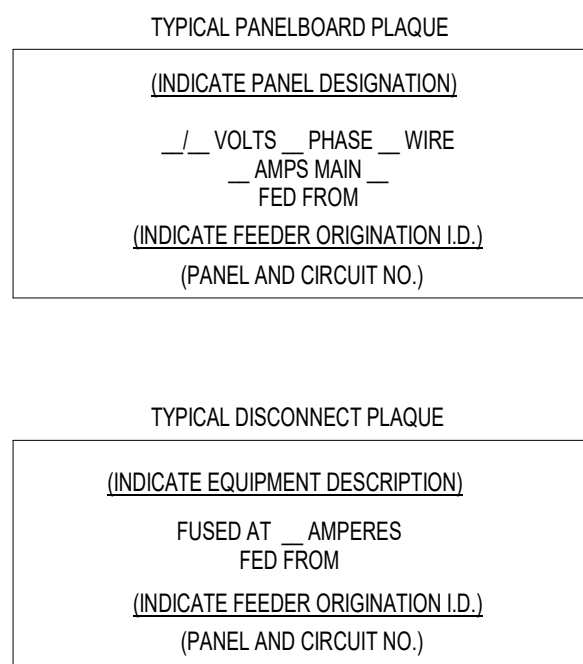 TYPICAL PANELBOARD PLAQUE
(INDICATE PANEL DESIGNATION)
__/__ VOLTS __ PHASE __ WIRE
__ AMPS MAIN __
FED FROM
(INDICATE FEEDER ORIGINATION I.D.)
(PANEL AND CIRCUIT NO.)
TYPICAL DISCONNECT PLAQUE
(INDICATE EQUIPMENT DESCRIPTION)
FUSED AT __ AMPERES
FED FROM
(INDICATE FEEDER ORIGINATION I.D.)
(PANEL AND CIRCUIT NO.)